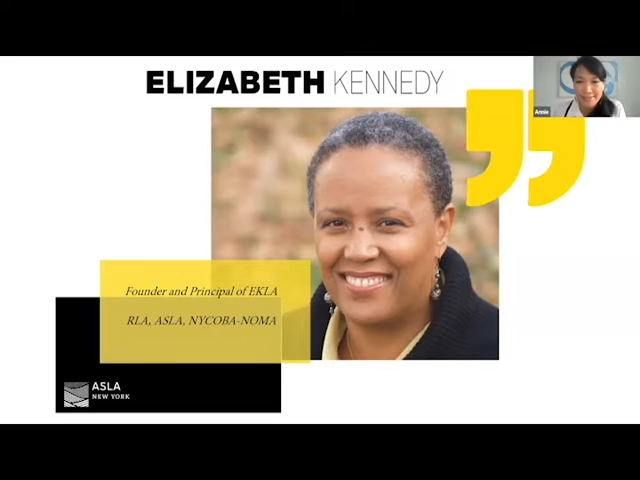 ELIZABETH KENNEDY
Annie
Founder and Principal of EKLA
RLA, ASLA, NYCOBA-NOMA
ASLA
NEW YORK